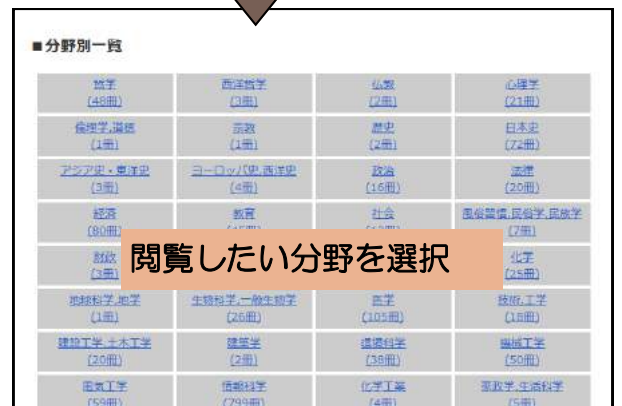 ■分野別一覧
哲学 西洋哲学 仏教 心理学
(48冊) (3冊) (2冊) (21冊)
倫理学,道徳 宗教 歴史 日本史
(1冊) (1冊) (2冊) (72冊)
アジア史・東洋史 ヨーロッパ史,西洋史 政治 法律
(3冊) (4冊) (16冊) (20冊)
経済 教育 社会 風俗習慣,民俗学,民族学
(80冊) (7冊)
閲覧したい分野を選択
財政 化学
(3冊) (25冊)
地球科学,地学 生物科学,一般生物学 医学 技術,工学
(1冊) (26冊) (105冊) (18冊)
建設工学,土木工学 建築学 環境科学 機械工学
(20冊) (2冊) (38冊) (50冊)
電気工学 情報科学 化学工業 家政学,生活科学
(59冊) (799冊) (4冊) (5冊)